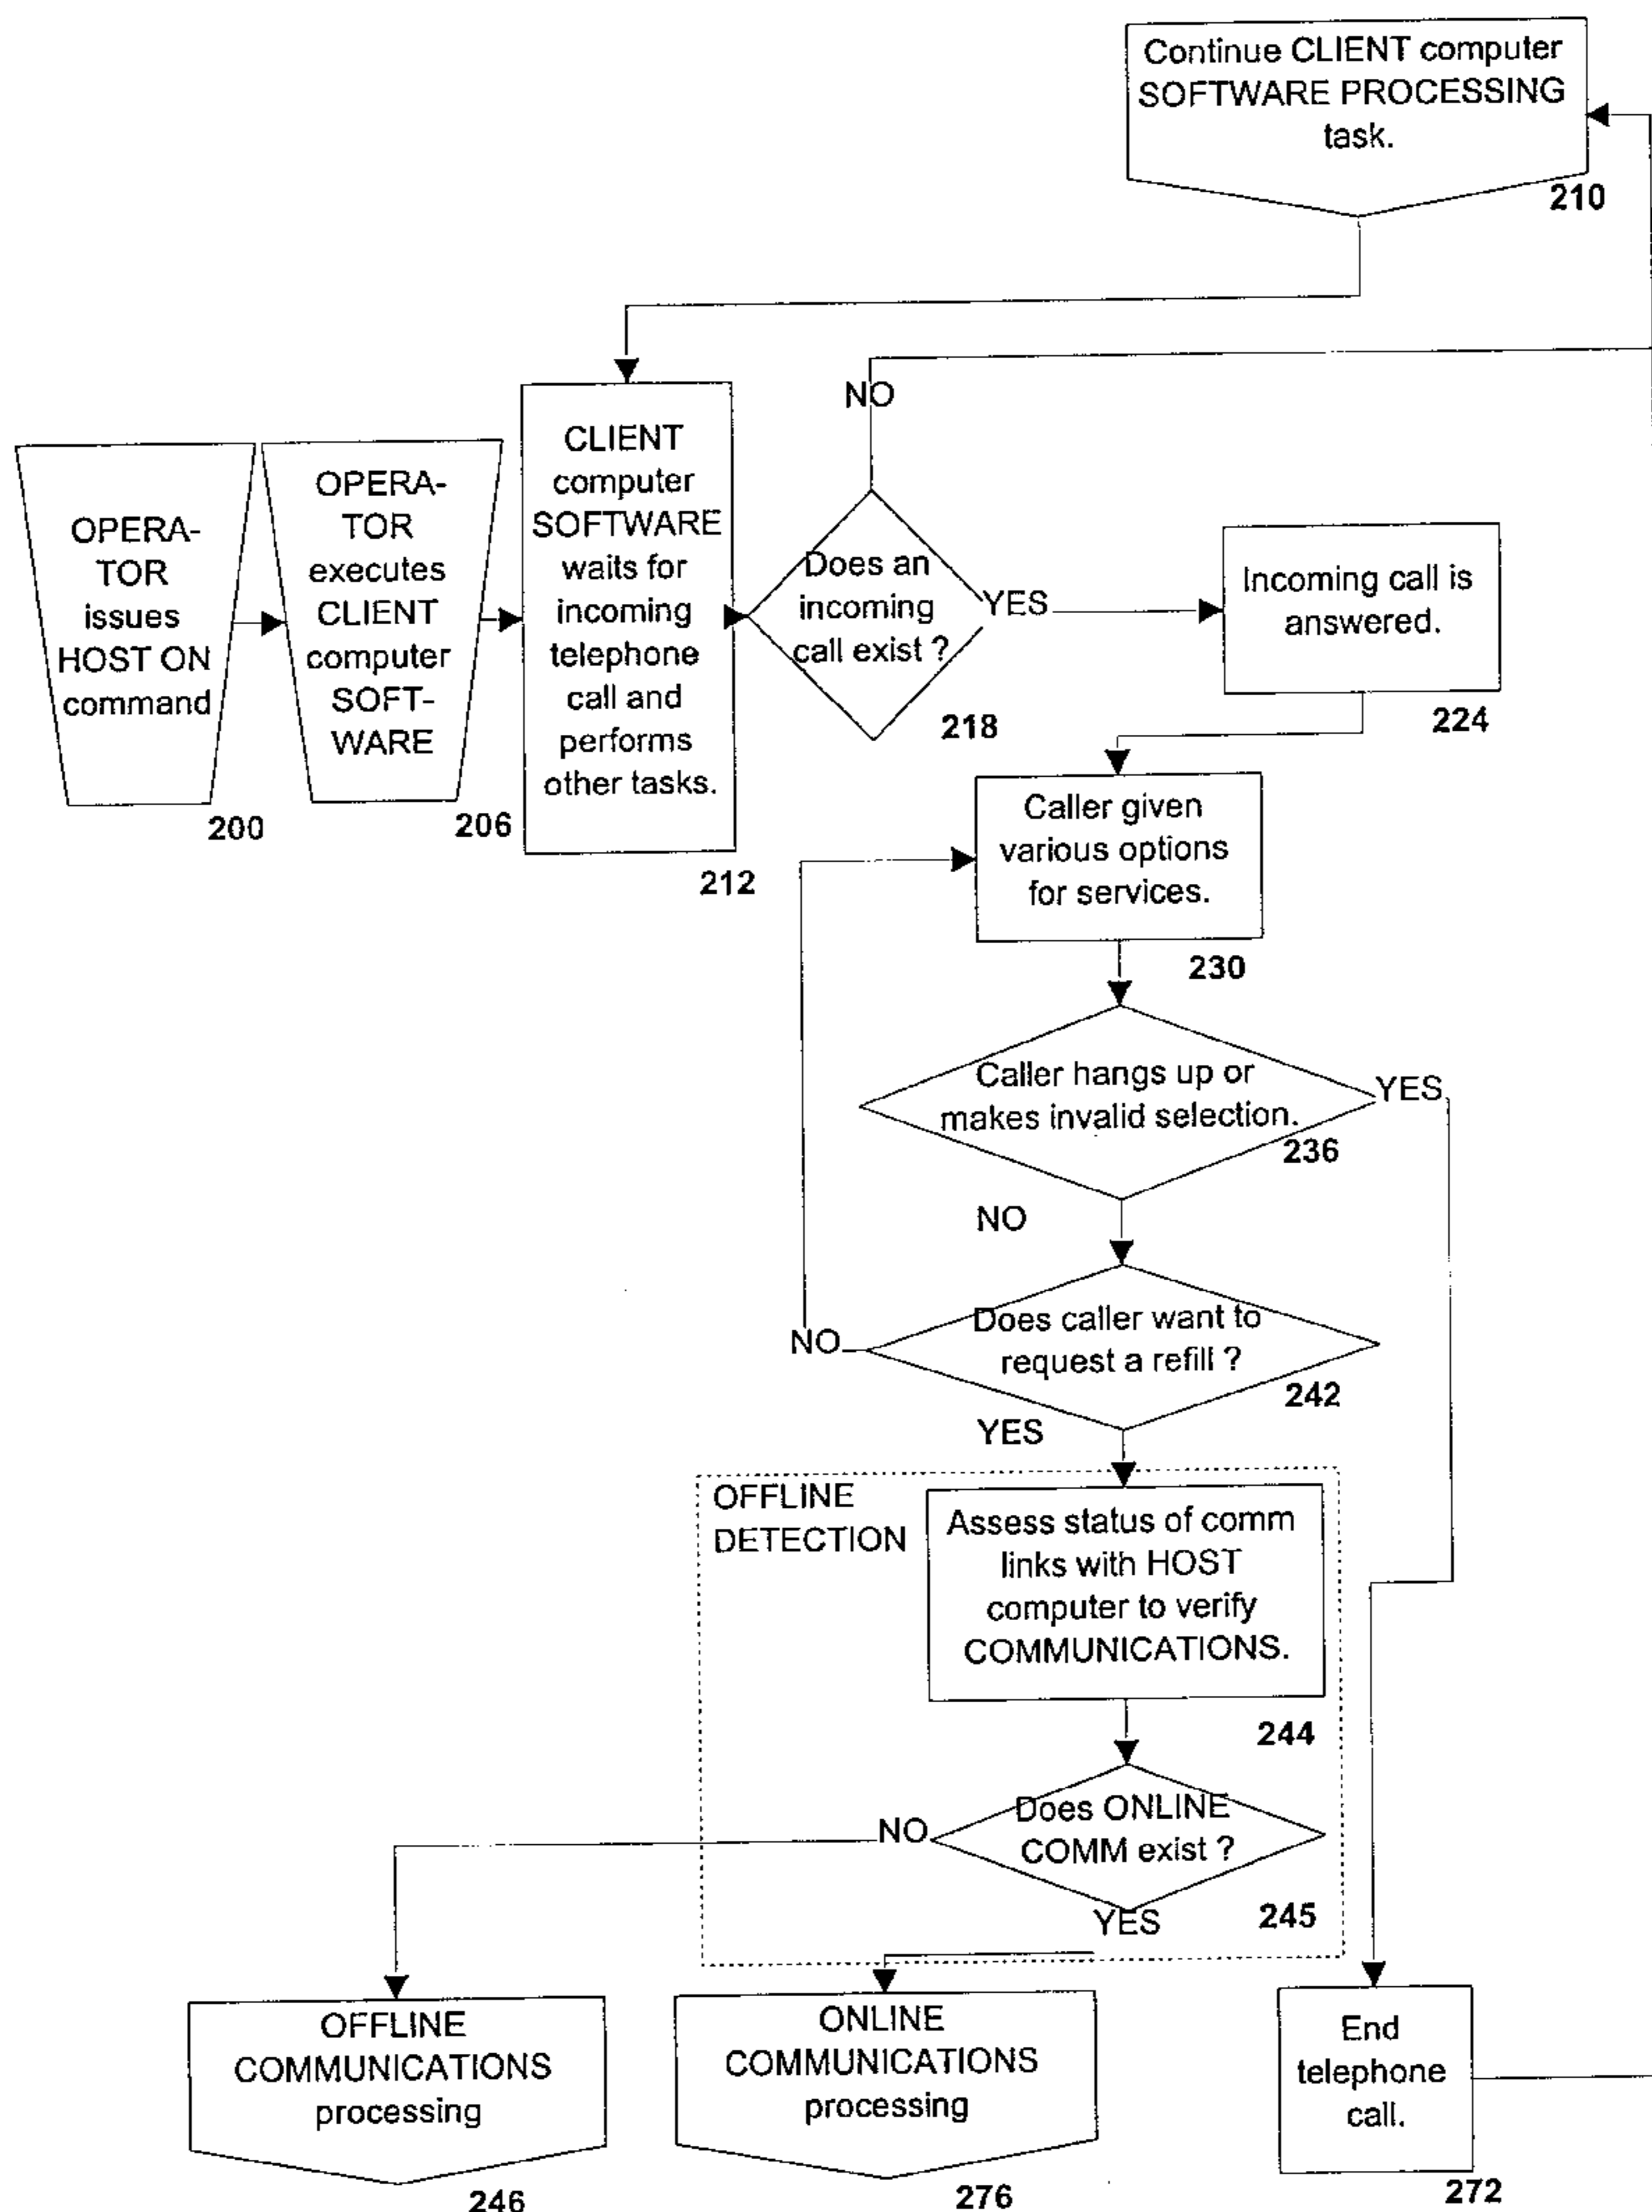 Continue CLIENT computer
SOFTWARE PROCESSING
task.
210
OPERA-
TOR
issues
HOST ON
command
200
OPERA-
TOR
executes
CLIENT
computer
SOFT-
WARE
206
CLIENT
computer
SOFTWARE
waits for
incoming
telephone
call and
performs
other tasks.
212
NO
Does an
incoming
call exist ?
YES
218
Incoming call is
answered.
224
Caller given
various options
for services.
230
Caller hangs up or
makes invalid selection.
YES
236
NO
Does caller want to
request a refill ?
NO
242
YES
OFFLINE
DETECTION
Assess status of comm
links with HOST
computer to verify
COMMUNICATIONS.
244
Does ONLINE
COMM exist ?
NO
YES
245
OFFLINE
COMMUNICATIONS
processing
246
ONLINE
COMMUNICATIONS
processing
276
End
telephone
call.
272